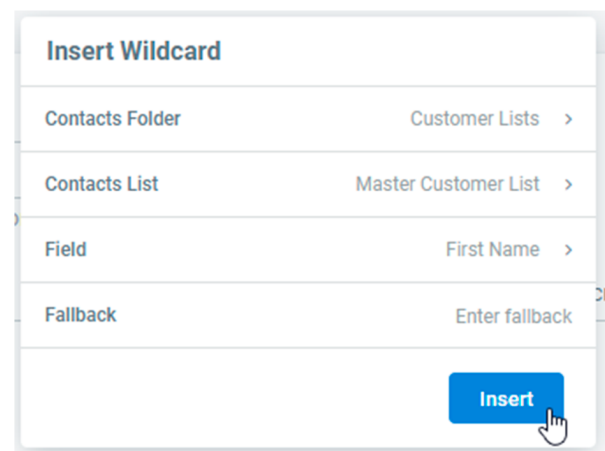 Insert Wildcard
Contacts Folder Customer Lists >
Contacts List Master Customer List >
Field First Name >
Fallback Enter fallback
Insert